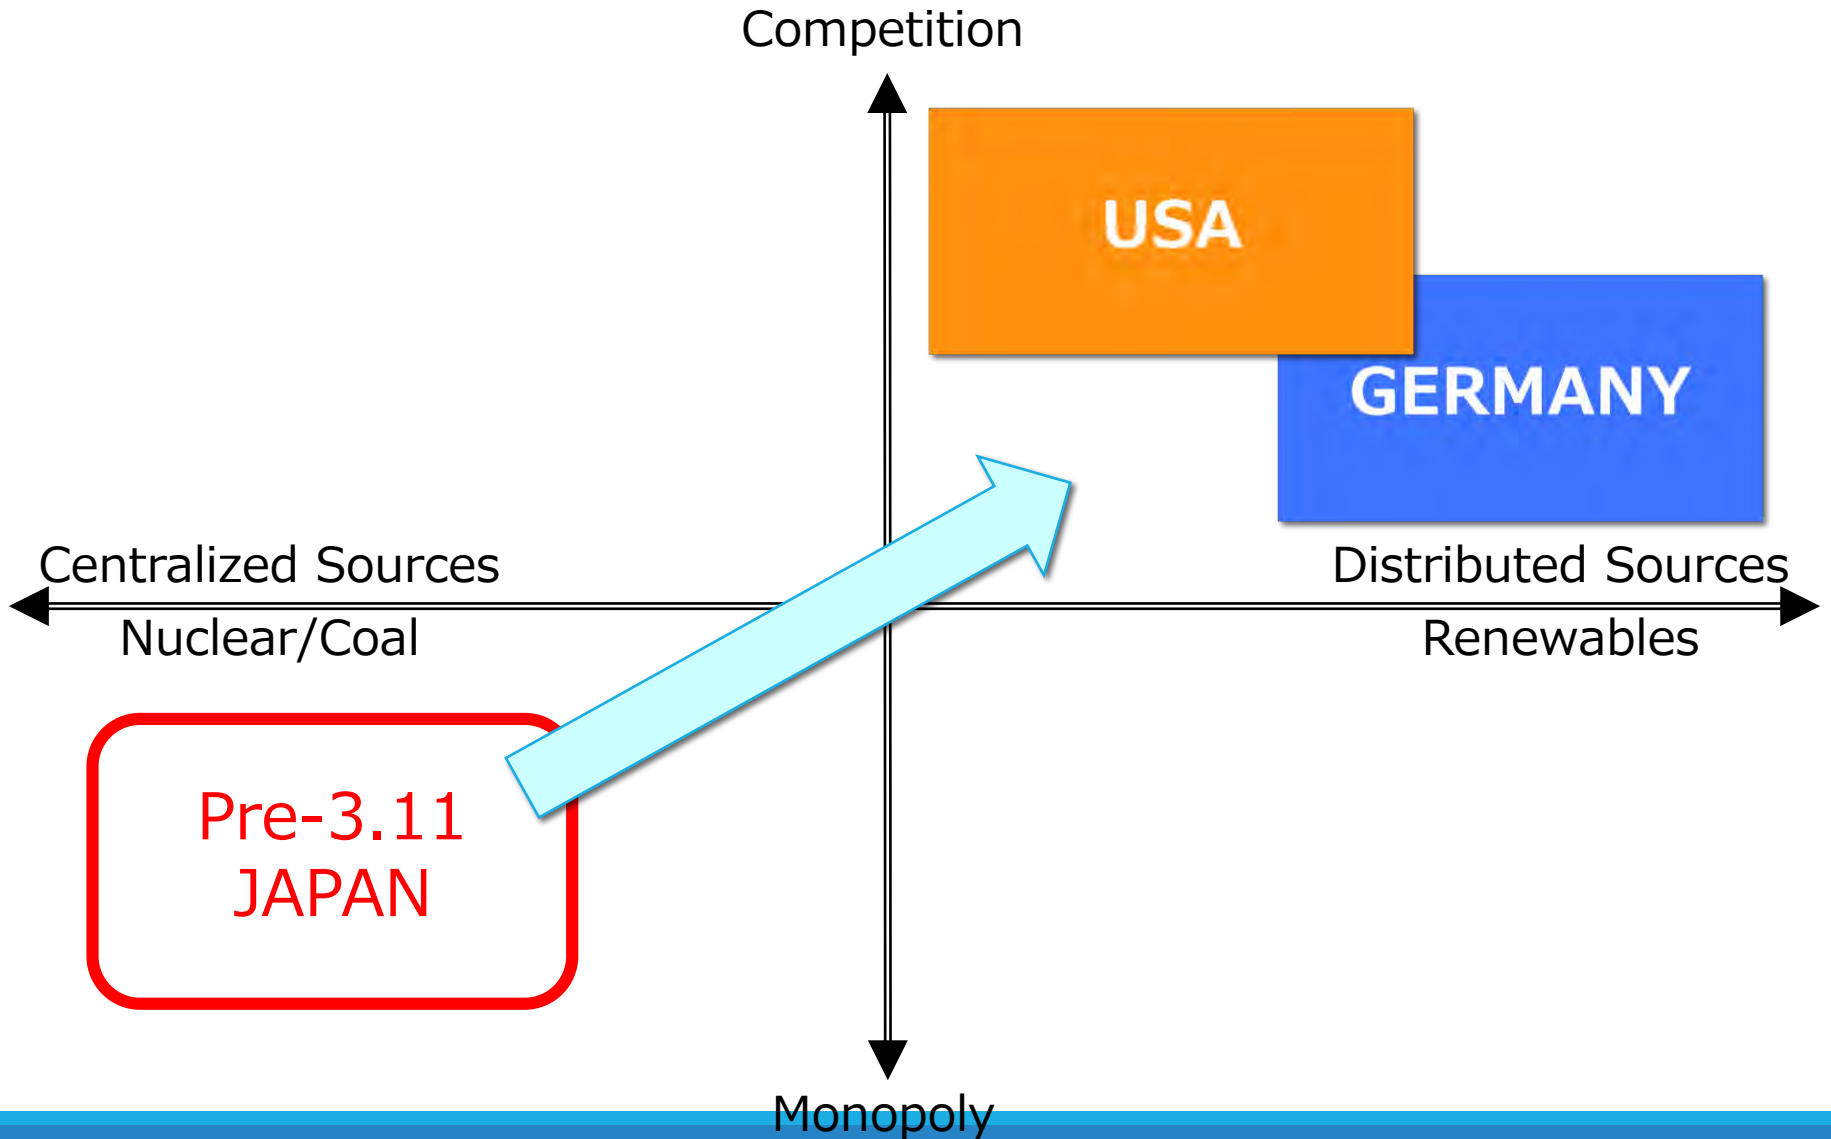 Competition
USA
GERMANY
Centralized Sources
Distributed Sources
Nuclear/Coal
Renewables
Pre-3.11
JAPAN
Monopoly